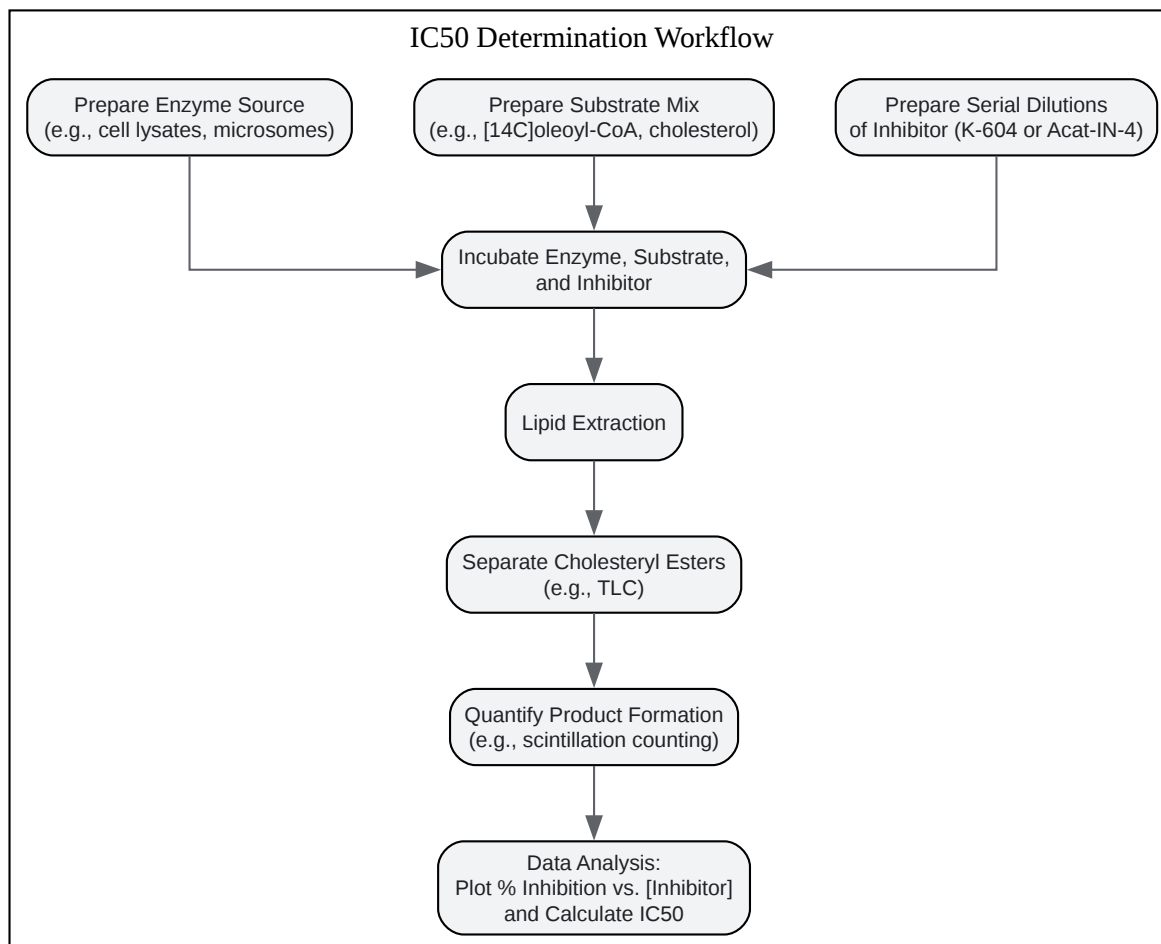 IC50 Determination Workflow
Prepare Enzyme Source
(e.g., cell lysates, microsomes)
Prepare Substrate Mix
(e.g., [14C]oleoyl-CoA, cholesterol)
Prepare Serial Dilutions
of Inhibitor (K-604 or Acat-IN-4)
Incubate Enzyme, Substrate,
and Inhibitor
Lipid Extraction
Separate Cholesteryl Esters
(e.g., TLC)
Quantify Product Formation
(e.g., scintillation counting)
Data Analysis:
Plot % Inhibition vs. [Inhibitor]
and Calculate IC50